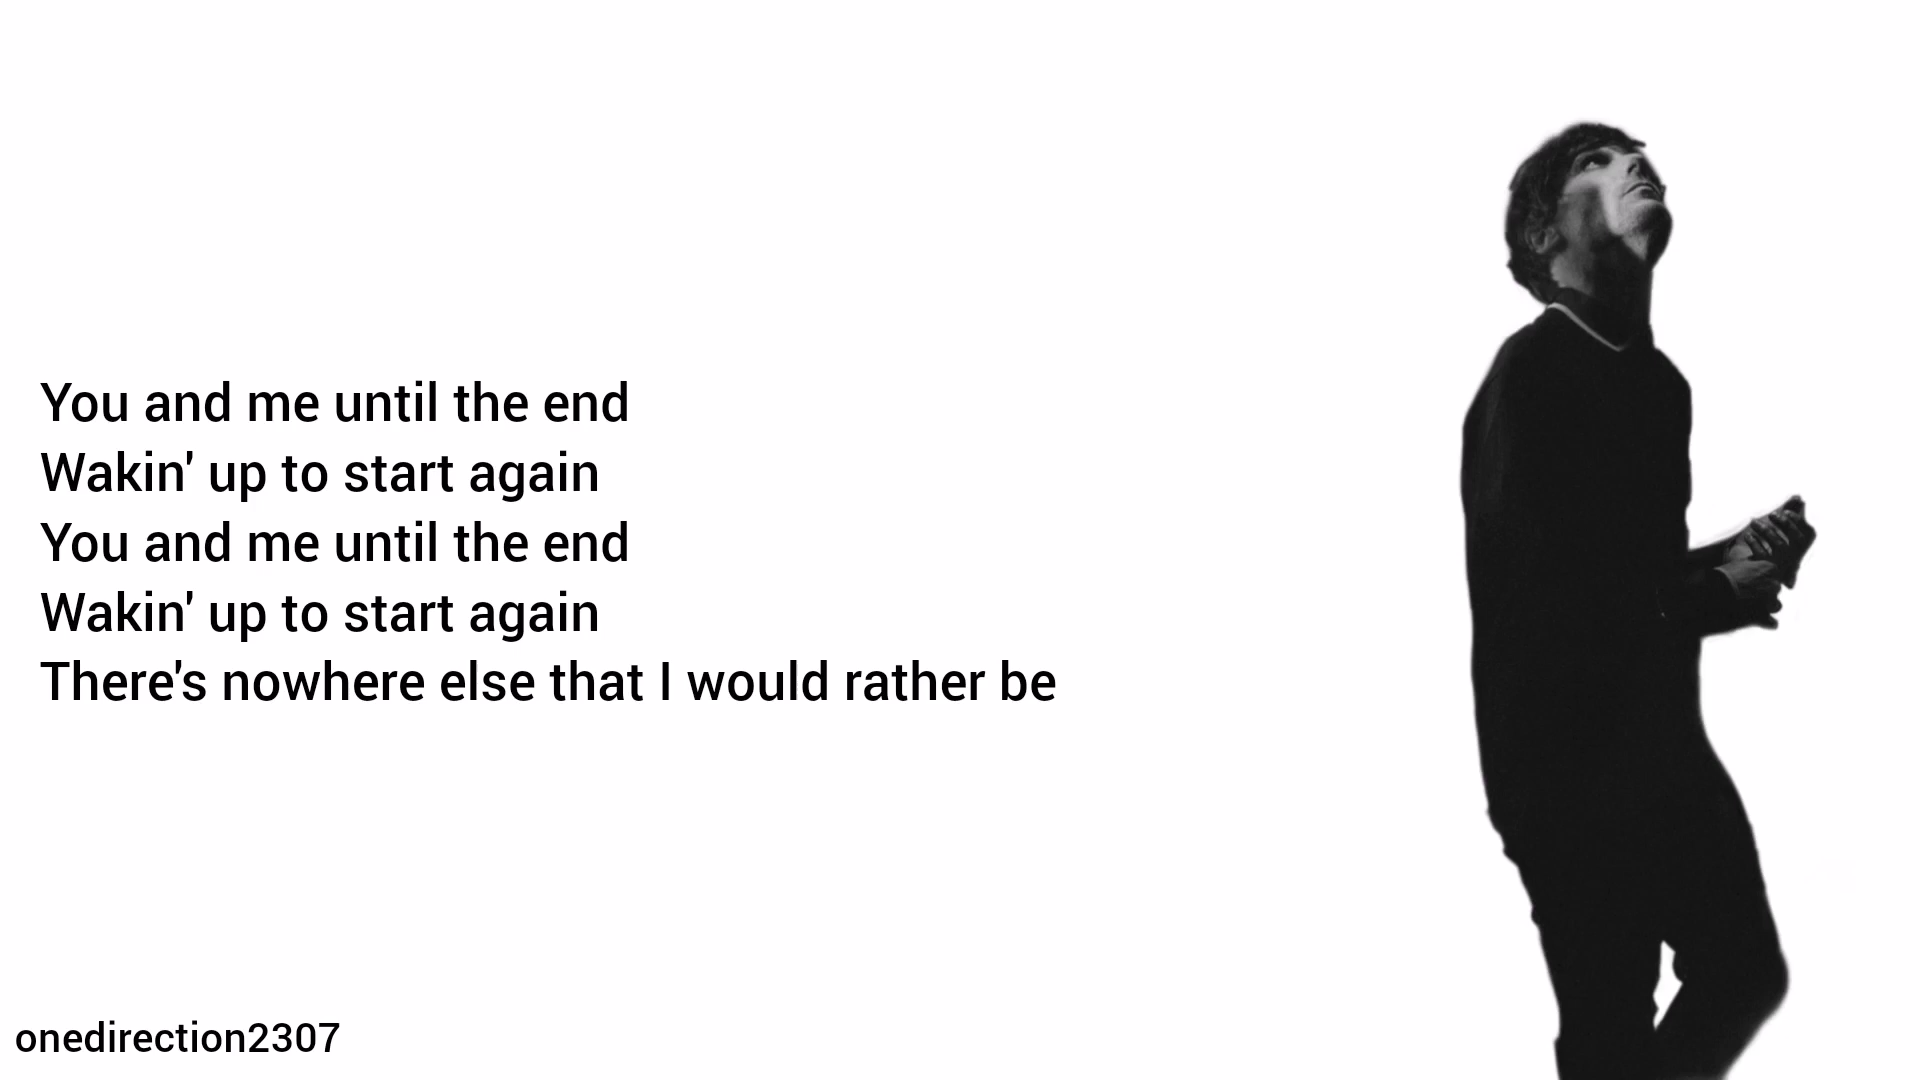 You and me until the end
Wakin' up to start again
You and me until the end
Wakin' up to start again
There's nowhere else that I would rather be
onedirection2307